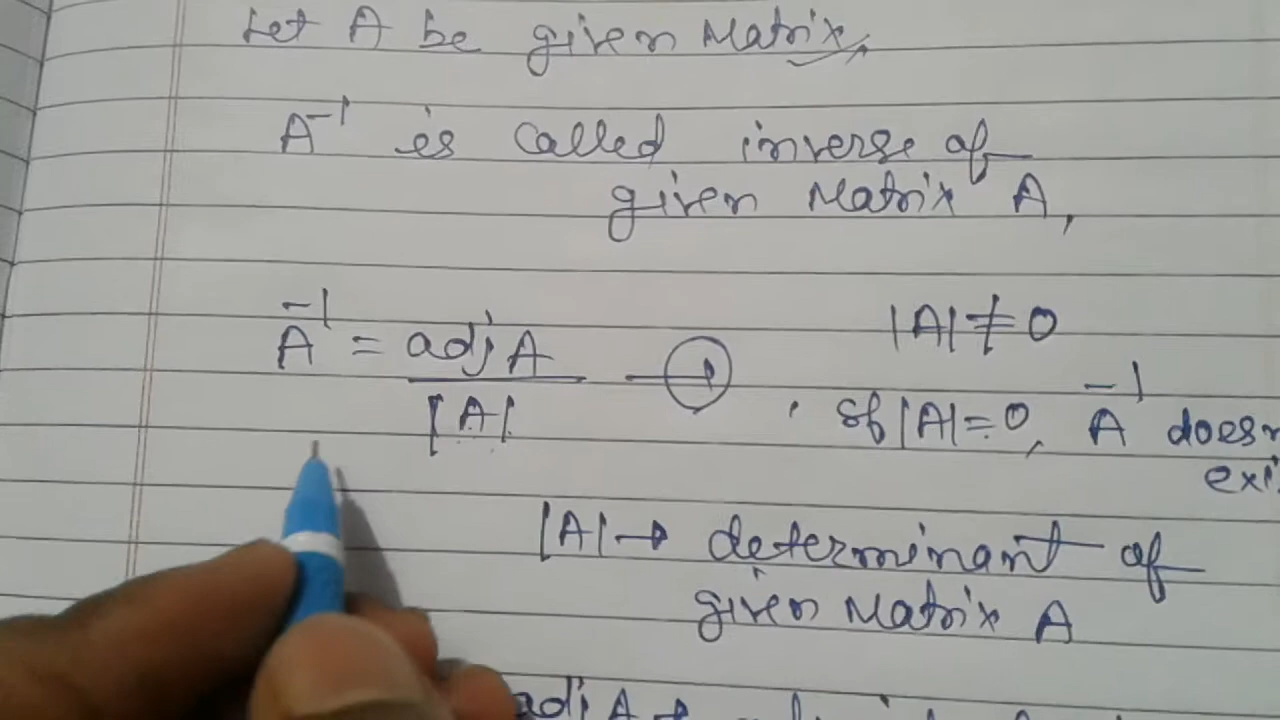 Let A be given Matrix,
A⁻¹ is called inverse of
given Matrix A,
A⁻¹ = adj A
|A|
|A| ≠ 0
If |A| = 0, A⁻¹ does
exi
|A| → determinant of
given Matrix A
adj A →